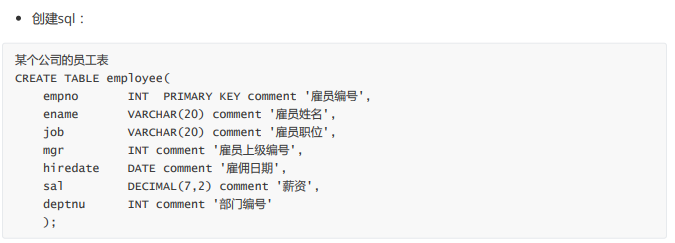 创建sql：
某个公司的员工表
CREATE TABLE employee(
    empno       INT  PRIMARY KEY comment '雇员编号',
    ename       VARCHAR(20) comment '雇员姓名',
    job         VARCHAR(20) comment '雇员职位',
    mgr         INT comment '雇员上级编号',
    hiredate    DATE comment '雇佣日期',
    sal         DECIMAL(7,2) comment '薪资',
    deptnu      INT comment '部门编号'
    );